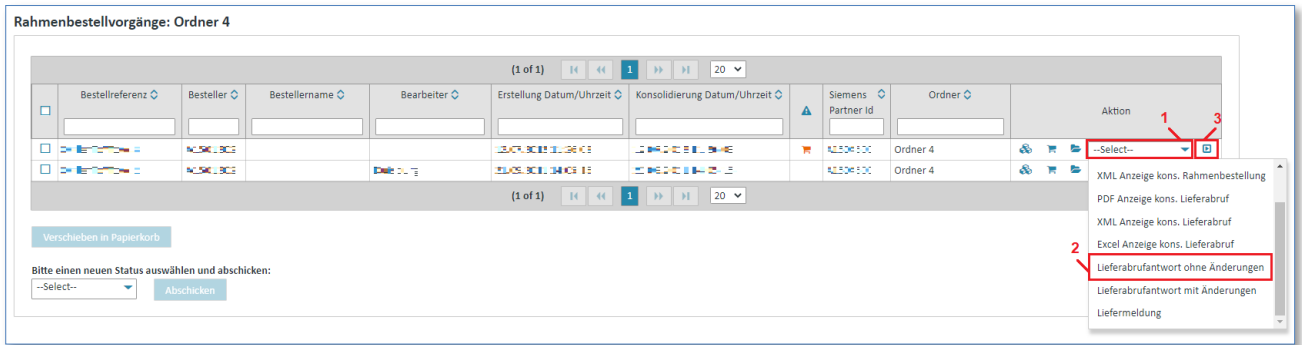 Rahmenbestellvorgänge: Ordner 4
(1 of 1) 1 20
Bestellreferenz Besteller Bestellername Bearbeiter Erstellung Datum/Uhrzeit Konsolidierung Datum/Uhrzeit Siemens Partner Id Ordner Aktion
1 3
Ordner 4 --Select--
Ordner 4
XML Anzeige kons. Rahmenbestellung
(1 of 1) 1 20
PDF Anzeige kons. Lieferabruf
XML Anzeige kons. Lieferabruf
Verschieben in Papierkorb
Excel Anzeige kons. Lieferabruf
2
Lieferabrufantwort ohne Änderungen
Bitte einen neuen Status auswählen und abschicken:
--Select-- Abschicken
Lieferabrufantwort mit Änderungen
Liefermeldung